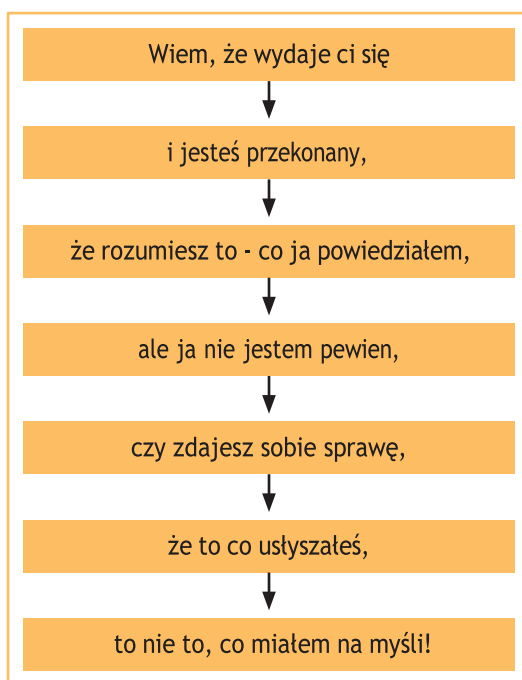 Wiem, że wydaje ci się
i jesteś przekonany,
że rozumiesz to - co ja powiedziałem,
ale ja nie jestem pewien,
czy zdajesz sobie sprawę,
że to co usłyszałeś,
to nie to, co miałem na myśli!